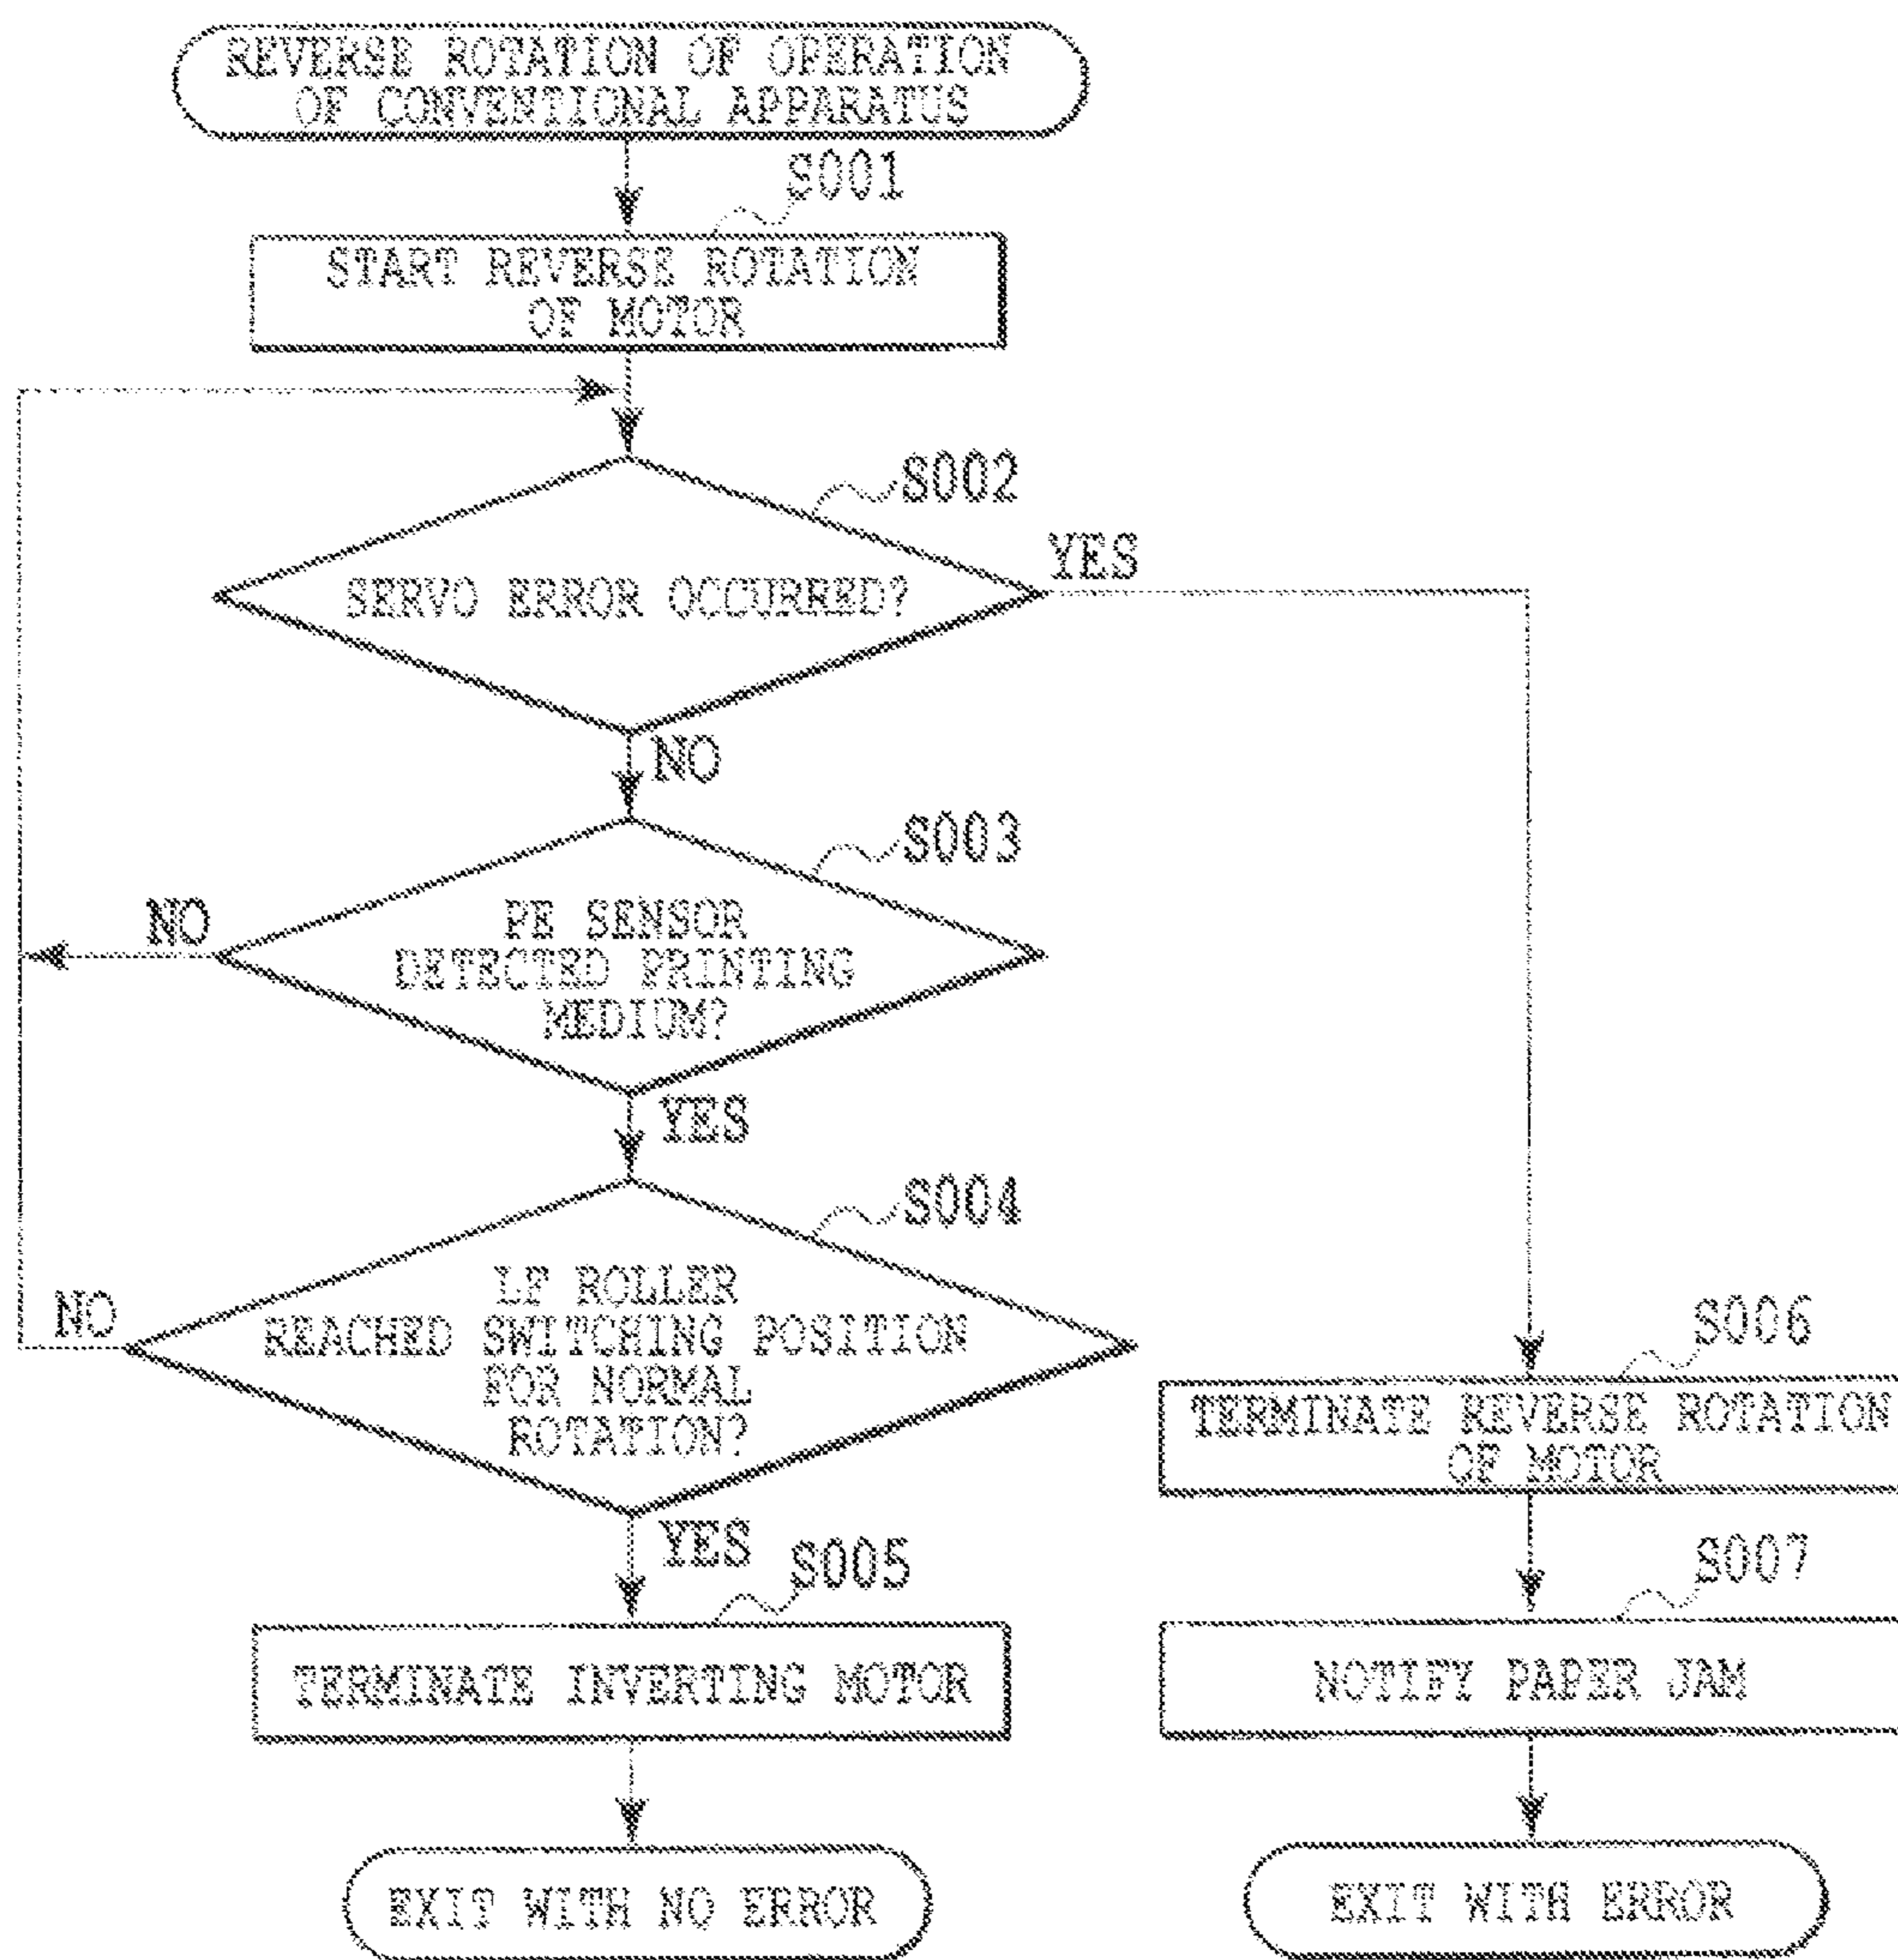 REVERSE ROTATION OF OPERATION
OF CONVENTIONAL APPARATUS
S001
START REVERSE ROTATION
OF MOTOR
S002
SERVO ERROR OCCURRED?
YES
NO
S003
PE SENSOR
DETECTED PRINTING
MEDIUM?
NO
YES
S004
LF ROLLER
REACHED SWITCHING POSITION
FOR NORMAL
ROTATION?
NO
YES
S005
TERMINATE INVERTING MOTOR
EXIT WITH NO ERROR
S006
TERMINATE REVERSE ROTATION
OF MOTOR
S007
NOTIFY PAPER JAM
EXIT WITH ERROR